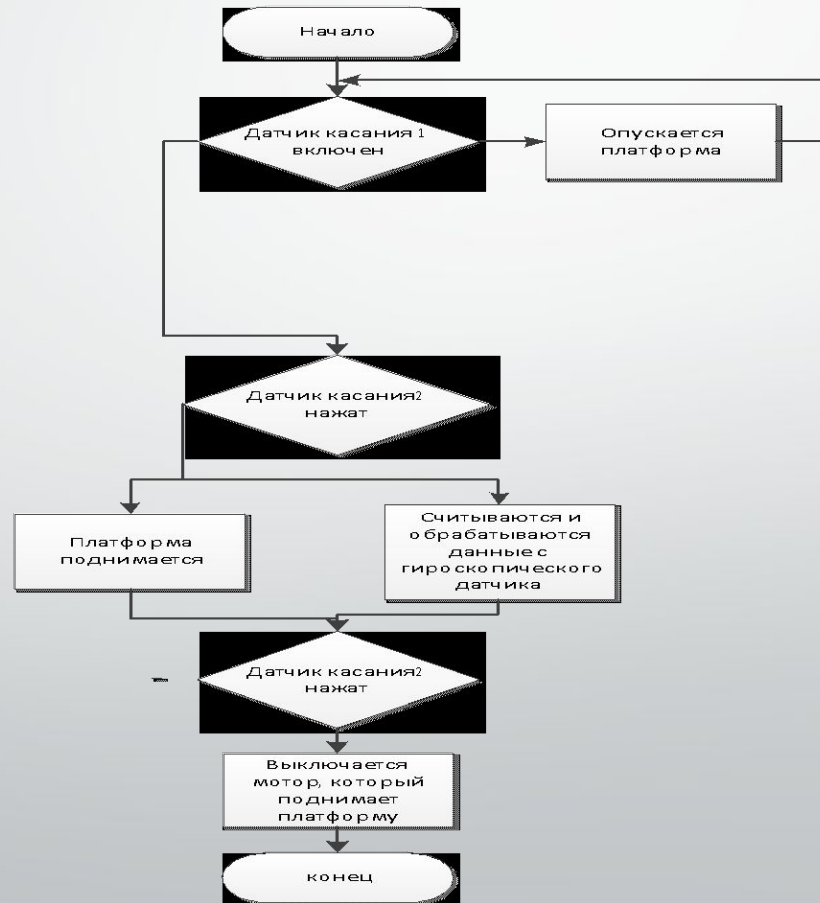 Начало
Датчик касания 1
включен
Опускается
платформа
Датчик касания2
нажат
Платформа
поднимается
Считываются и
обрабатываются
данные с
гироскопического
датчика
Датчик касания2
нажат
Выключается
мотор, который
поднимает
платформу
конец